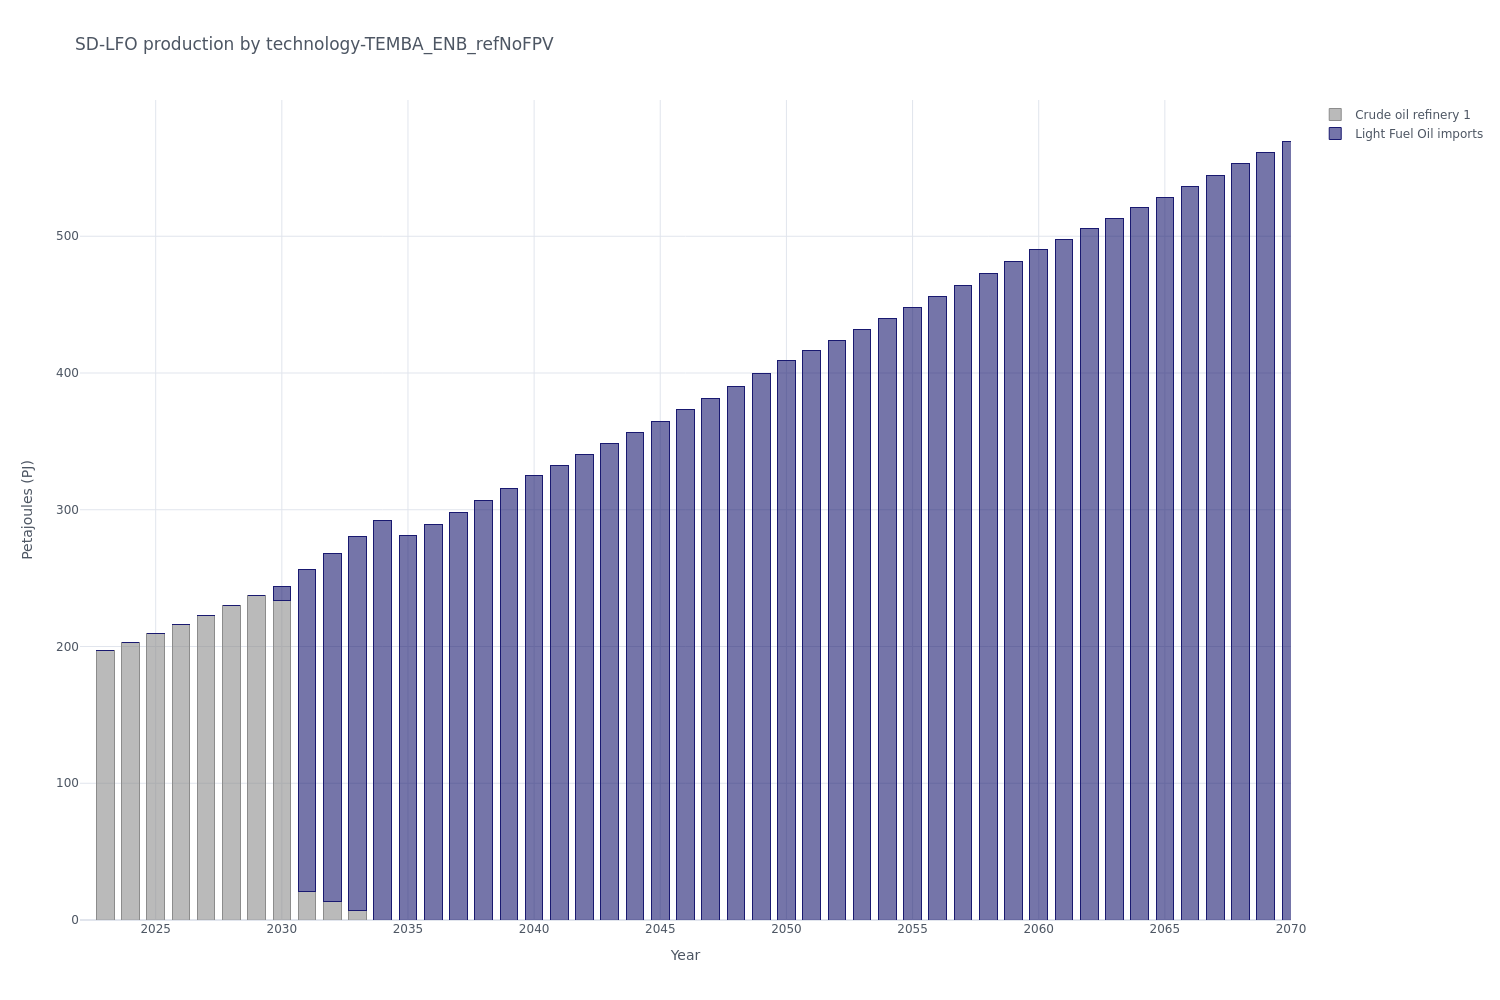 SD-LFO production by technology-TEMBA_ENB_refNoFPV
Crude oil refinery 1
Light Fuel Oil imports
500
400
300
200
100
0
Petajoules (PJ)
2025 2030 2035 2040 2045 2050 2055 2060 2065 2070
Year